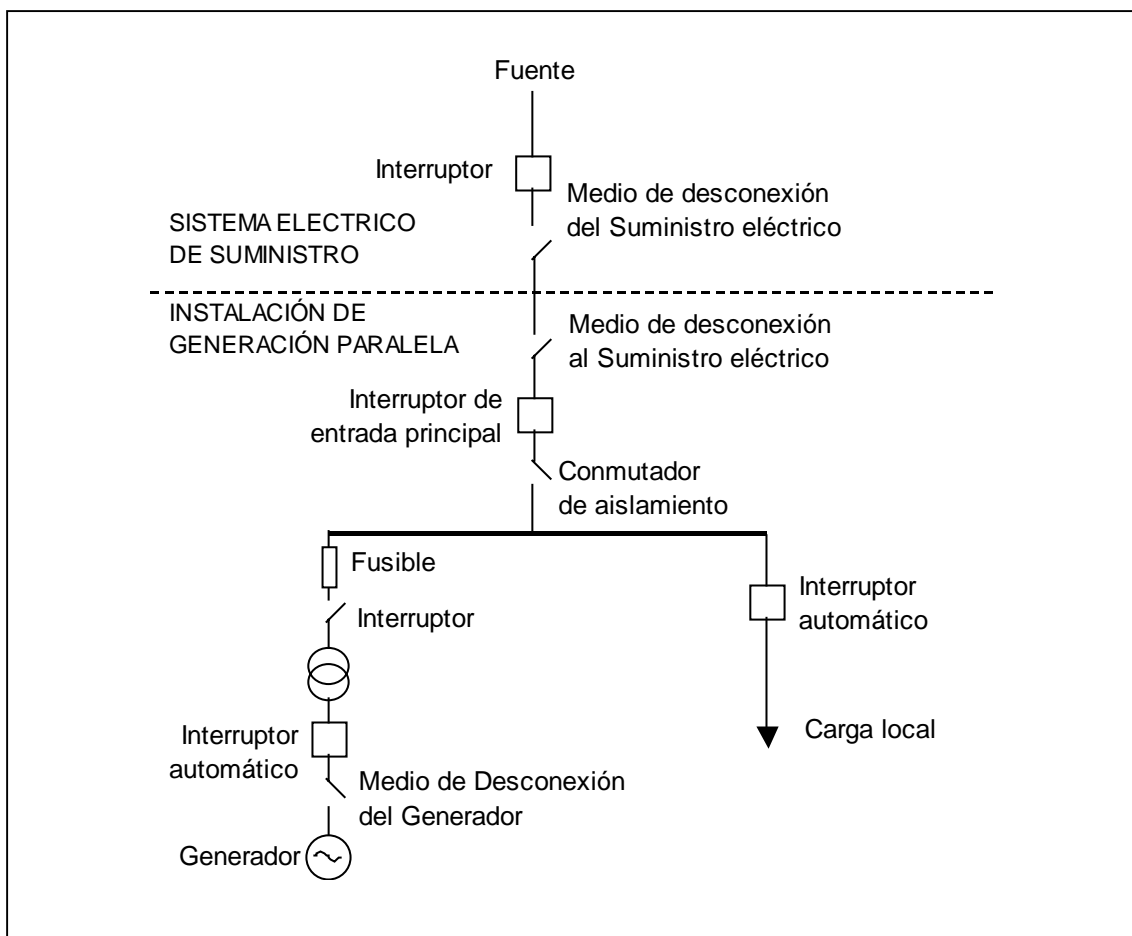 Fuente
Interruptor
Medio de desconexión
del Suministro eléctrico
SISTEMA ELECTRICO
DE SUMINISTRO
INSTALACIÓN DE
GENERACIÓN PARALELA
Medio de desconexión
al Suministro eléctrico
Interruptor de
entrada principal
Conmutador
de aislamiento
Fusible
Interruptor
Interruptor
automático
Interruptor
automático
Carga local
Medio de Desconexión
del Generador
Generador